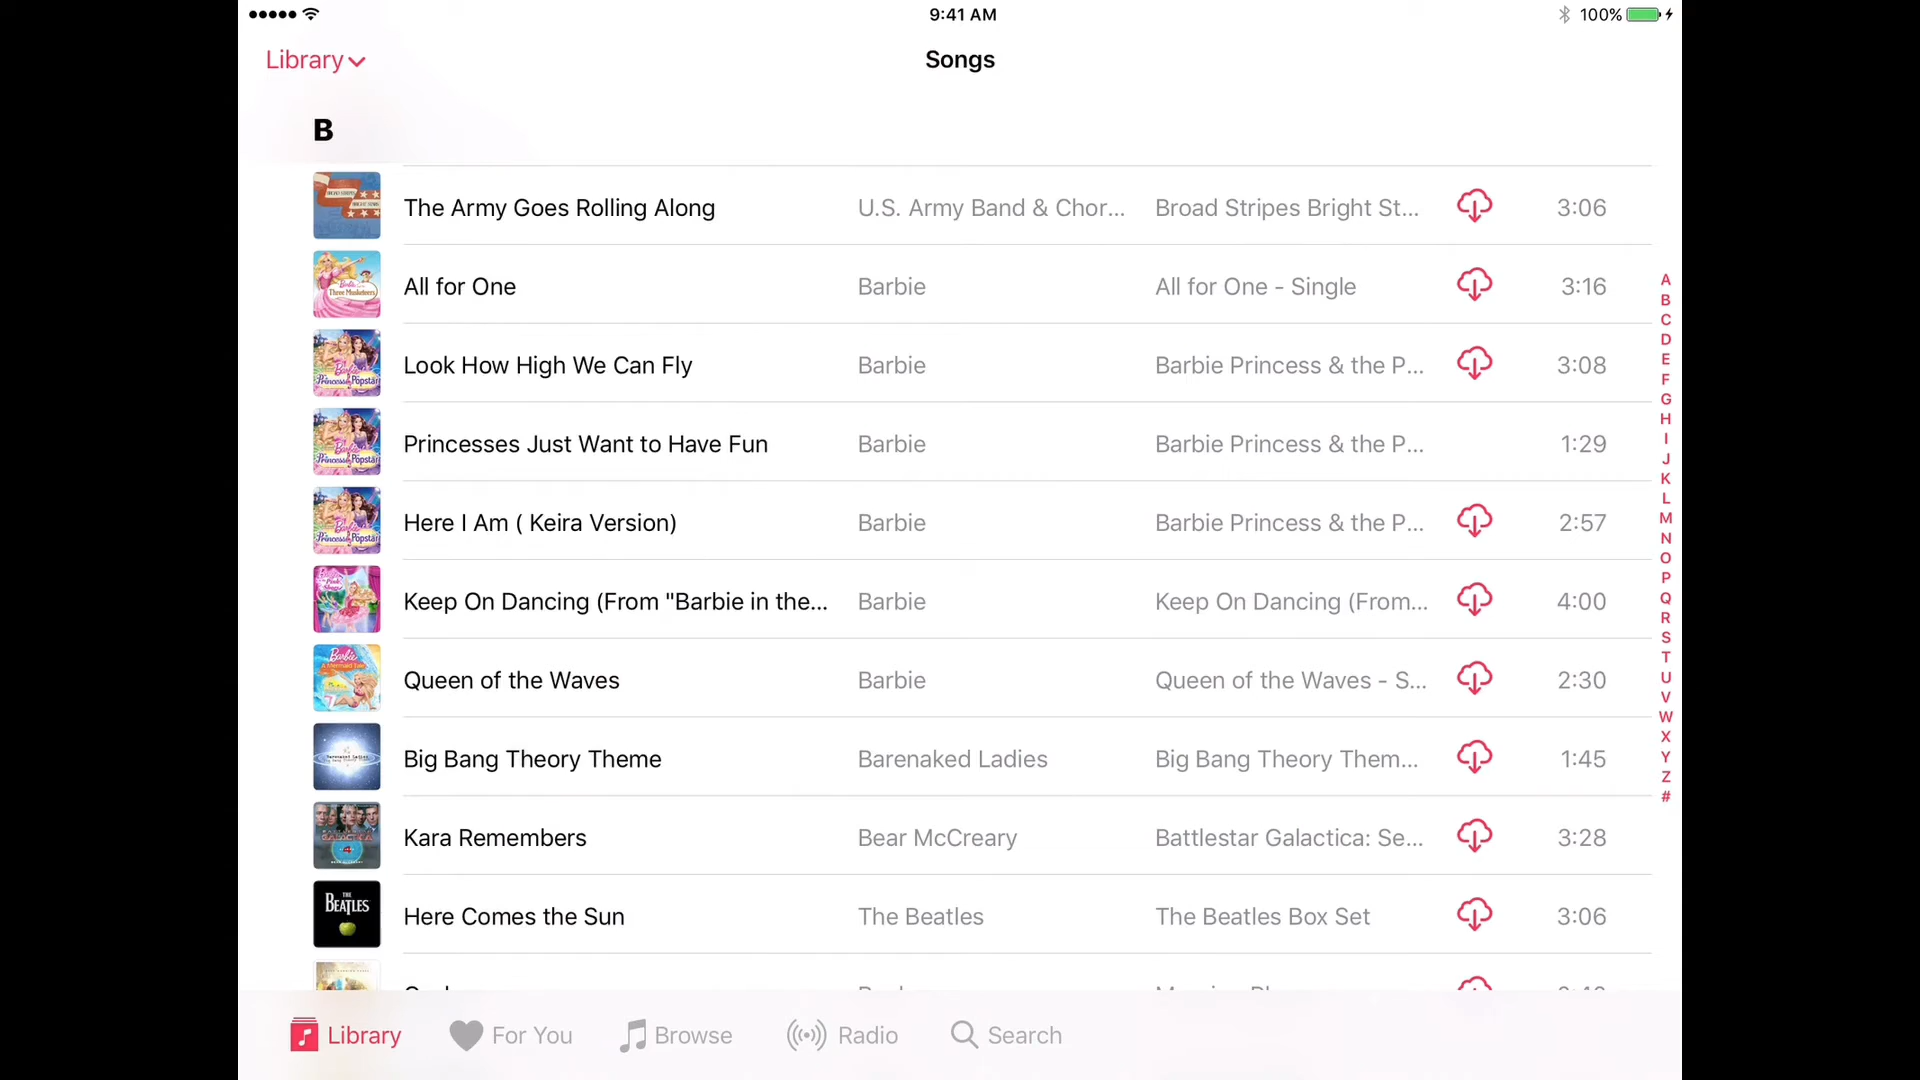 9:41 AM
100%
Library
Songs
B
The Army Goes Rolling Along U.S. Army Band & Chor... Broad Stripes Bright St... 3:06
All for One Barbie All for One - Single 3:16
Look How High We Can Fly Barbie Barbie Princess & the P... 3:08
Princesses Just Want to Have Fun Barbie Barbie Princess & the P... 1:29
Here I Am ( Keira Version) Barbie Barbie Princess & the P... 2:57
Keep On Dancing (From "Barbie in the... Barbie Keep On Dancing (From... 4:00
Queen of the Waves Barbie Queen of the Waves - S... 2:30
Big Bang Theory Theme Barenaked Ladies Big Bang Theory Them... 1:45
Kara Remembers Bear McCreary Battlestar Galactica: Se... 3:28
THE
BEATLES
Here Comes the Sun The Beatles The Beatles Box Set 3:06
A
B
C
D
E
F
G
H
I
J
K
L
M
N
O
P
Q
R
S
T
U
V
W
X
Y
Z
#
Library For You Browse Radio Search